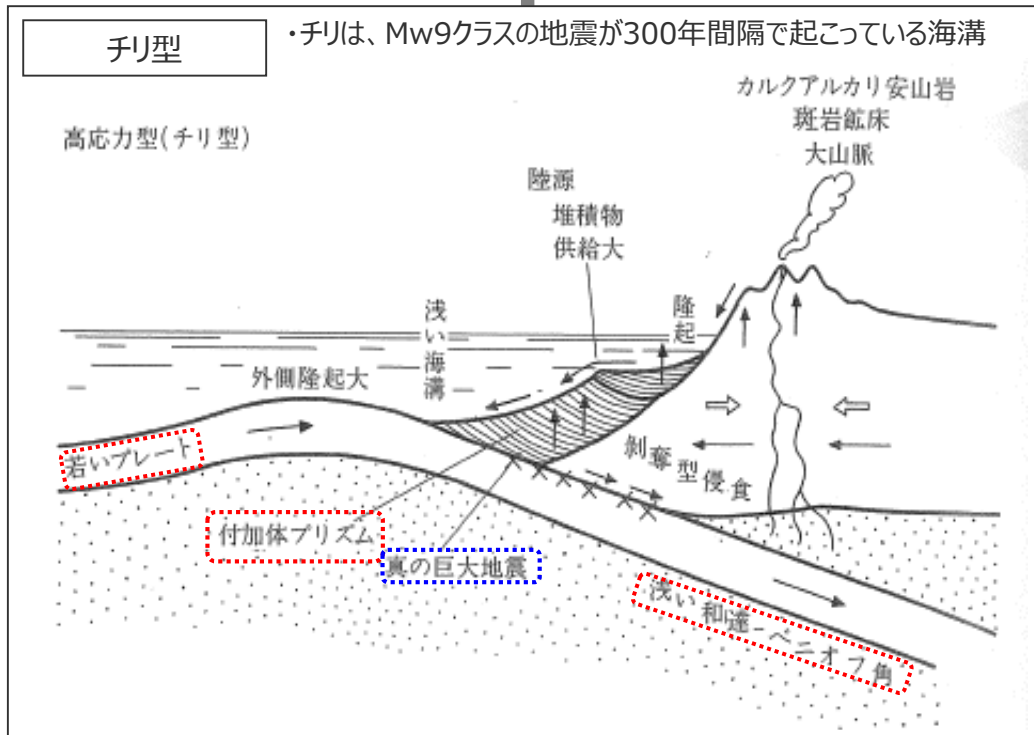 チリ型
・チリは、Mw9クラスの地震が300年間隔で起こっている海溝
高応力型(チリ型)
カルクアルカリ安山岩
斑岩鉱床
大山脈
陸源
堆積物
供給大
浅い海溝
隆起
外側隆起大
若いプレート
剝奪型侵食
付加体プリズム
真の巨大地震
浅い和達-ベニオフ角